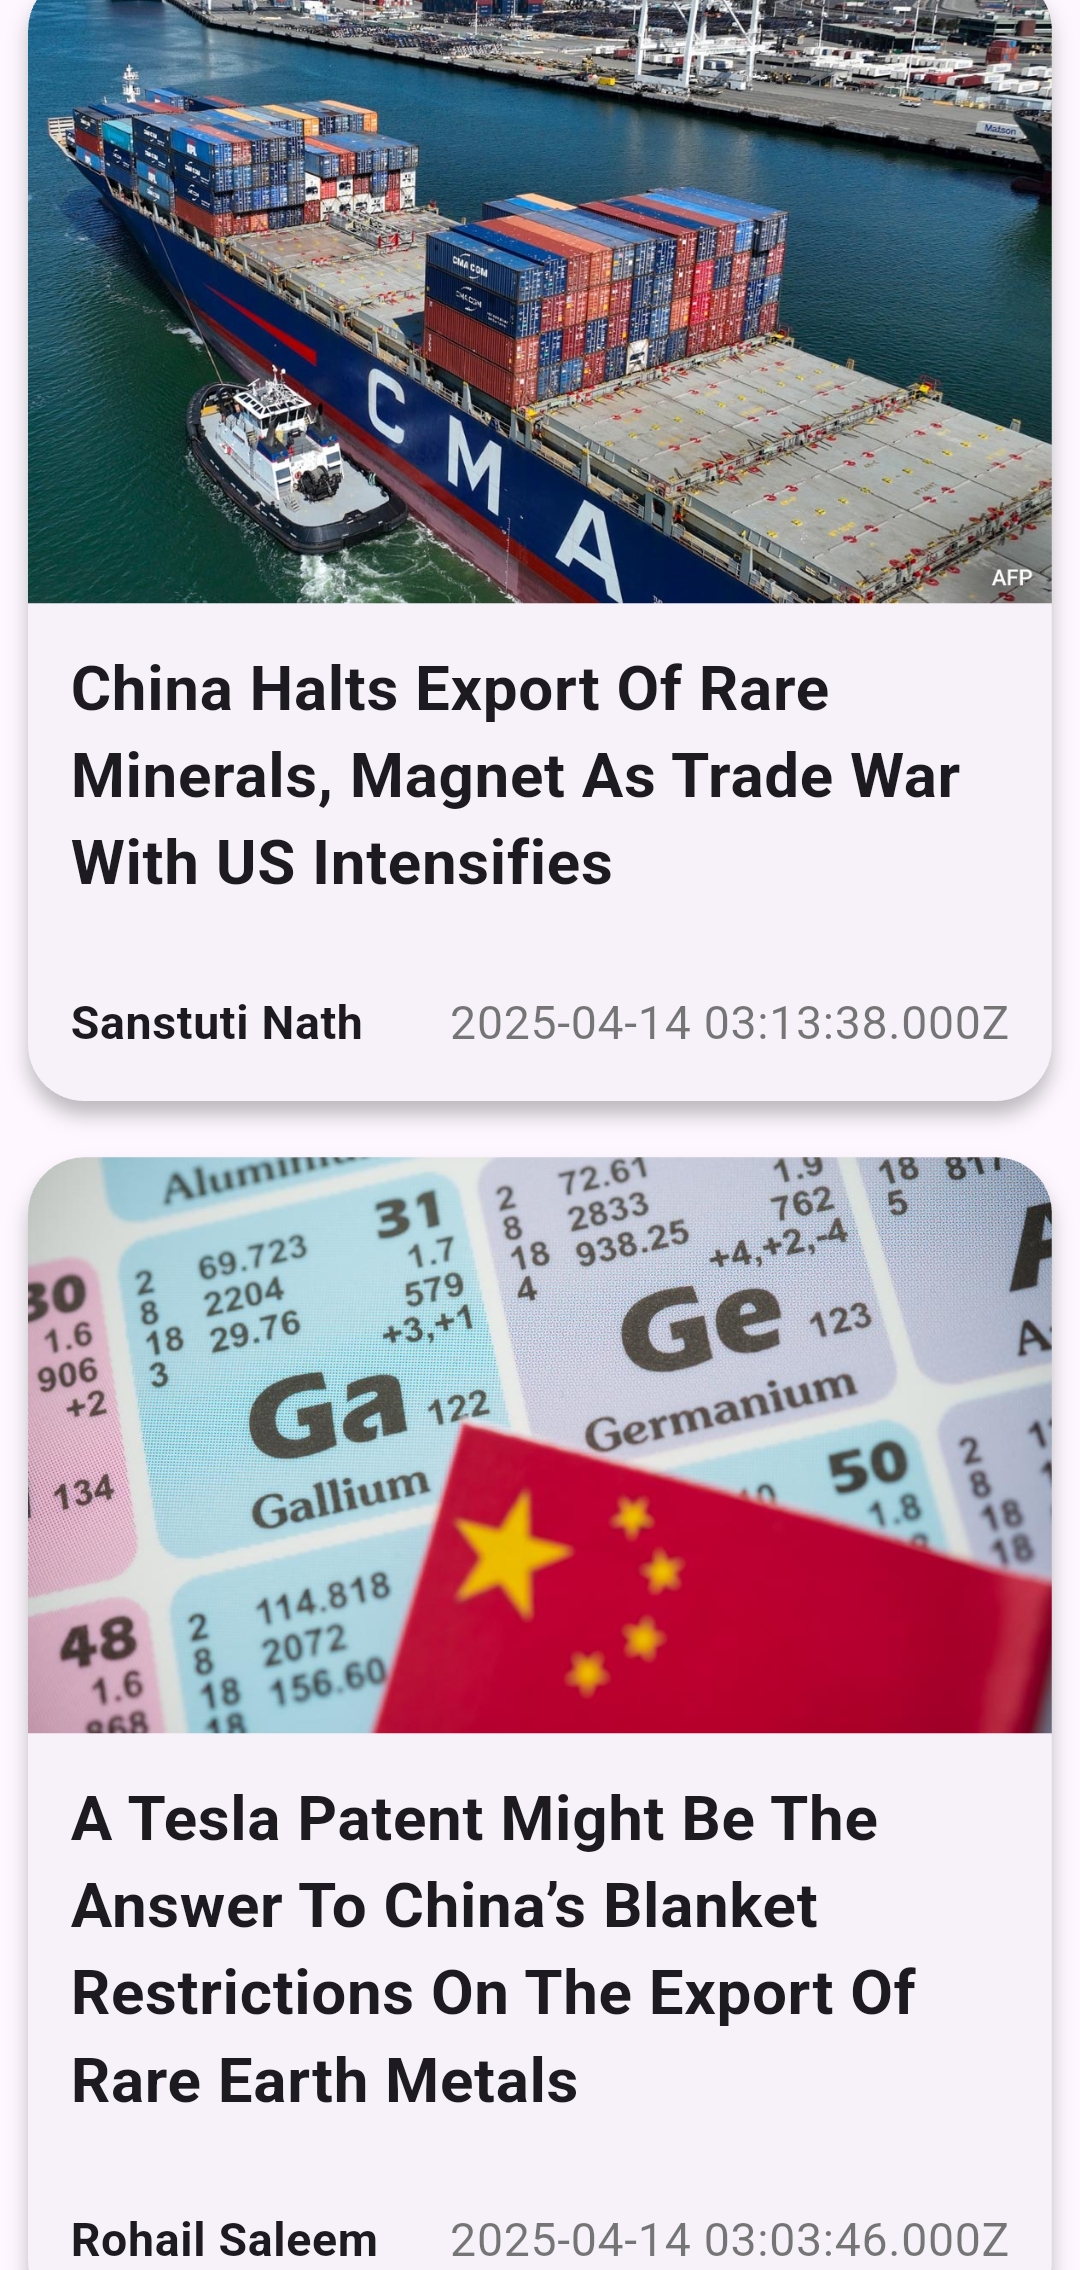 Matson
CMA CGM
CMA CGM
C M A
AFP
China Halts Export Of Rare
Minerals, Magnet As Trade War
With US Intensifies
Sanstuti Nath 2025-04-14 03:13:38.000Z
31
2 69.723 1.7
8 2204 579
18 29.76 +3,+1
3
Ga 122
Gallium
2 72.61 1.9
8 2833 762
18 938.25 +4,+2,-4
4
Ge 123
Germanium
18
5
1.6
906
+2
134
48
1.6
868
2 114.818
8 2072
18 156.60
18
50
1.8
2
8
18
18
A Tesla Patent Might Be The
Answer To China’s Blanket
Restrictions On The Export Of
Rare Earth Metals
Rohail Saleem 2025-04-14 03:03:46.000Z